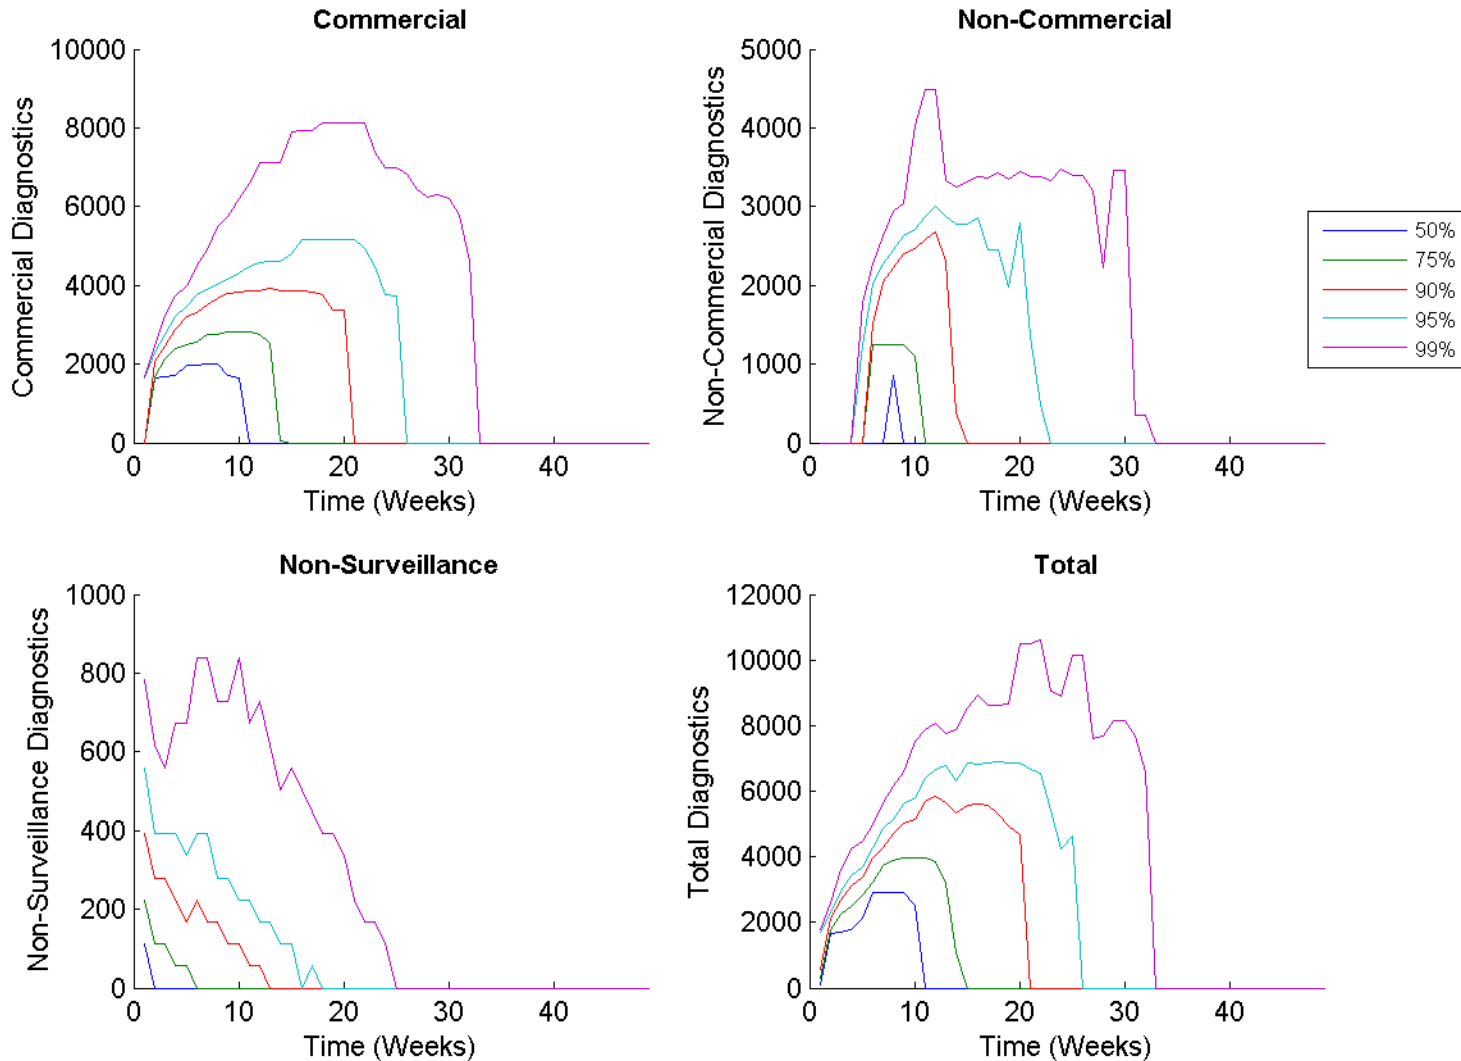 Commercial
Commercial Diagnostics
10000
8000
6000
4000
2000
0
0 10 20 30 40
Time (Weeks)
Non-Commercial
Non-Commercial Diagnostics
5000
4000
3000
2000
1000
0
0 10 20 30 40
Time (Weeks)
50%
75%
90%
95%
99%
Non-Surveillance
Non-Surveillance Diagnostics
1000
800
600
400
200
0
0 10 20 30 40
Time (Weeks)
Total
Total Diagnostics
12000
10000
8000
6000
4000
2000
0
0 10 20 30 40
Time (Weeks)